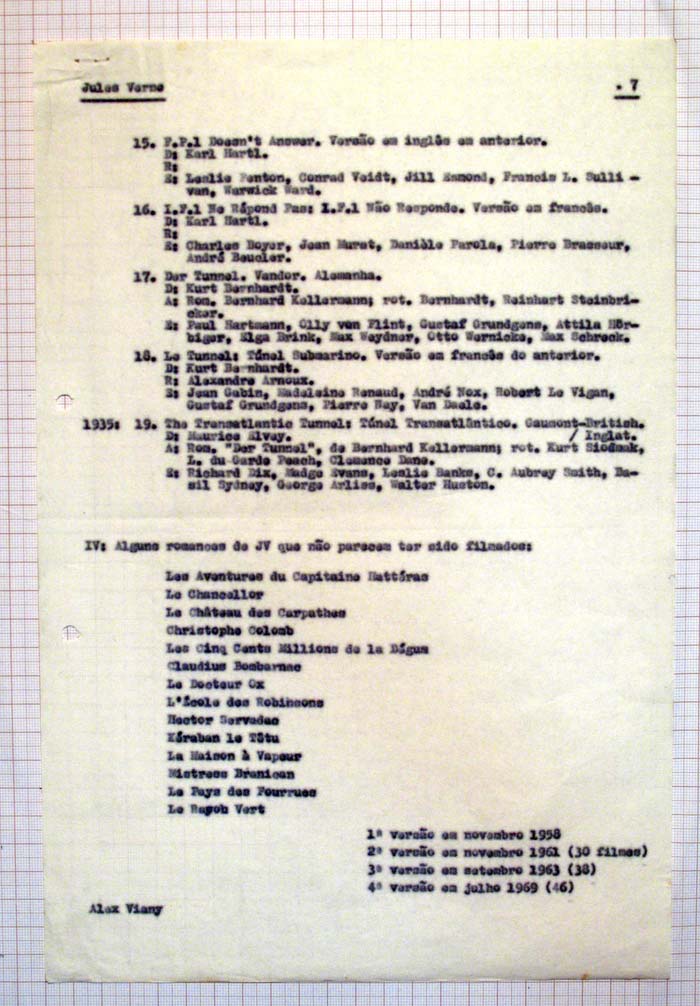 Jules Verne
. 7
15. F.P.1 Doesn't Answer. Versão em inglês em anterior.
D: Karl Hartl.
R:
E: Leslie Fenton, Conrad Veidt, Jill Esmond, Francis L. Sulli -
van, Warwick Ward.
16. I.F.1 Ne Répond Pas: I.F.1 Não Responde. Versão em francês.
D: Karl Hartl.
R:
E: Charles Boyer, Jean Murat, Danièle Parola, Pierre Brasseur,
André Beucler.
17. Der Tunnel. Vandor. Alemanha.
D: Kurt Bernhardt.
A: Rom. Bernhard Kellermann; rot. Bernhardt, Reinhart Steinbri-
cker.
E: Paul Hartmann, Olly von Flint, Gustaf Grundgens, Attila Hör-
biger, Elga Brink, Max Weydner, Otto Wernicke, Max Schreck.
18. Le Tunnel: Túnel Submarino. Versão em francês do anterior.
D: Kurt Bernhardt.
R: Alexandre Arnoux.
E: Jean Gabin, Madeleine Renaud, André Nox, Robert Le Vigan,
Gustaf Grundgens, Pierre Nay, Van Daele.
1935: 19. The Transatlantic Tunnel: Túnel Transatlântico. Gaumont-British.
D: Maurice Elvey. / Inglat.
A: Rom. "Der Tunnel", de Bernhard Kellermann; rot. Kurt Siodmak,
L. du Garde Peach, Clemence Dane.
E: Richard Dix, Madge Evans, Leslie Banks, C. Aubrey Smith, Ba-
sil Sydney, George Arliss, Walter Huston.
IV: Alguns romances de JV que não parecem ter sido filmados:
Les Aventures du Capitaine Hattéras
Le Chancellor
Le Château des Carpathes
Christophe Colomb
Les Cinq Cents Millions de la Bégum
Claudius Bombarnac
Le Docteur Ox
L'École des Robinsons
Hector Servadac
Kéraban le Têtu
La Maison à Vapeur
Mistress Branican
Le Pays des Fourrues
Le Rayob Vert
1ª versão em novembro 1958
2ª versão em novembro 1961 (30 filmes)
3ª versão em setembro 1963 (38)
4ª versão em julho 1969 (46)
Alex Viany